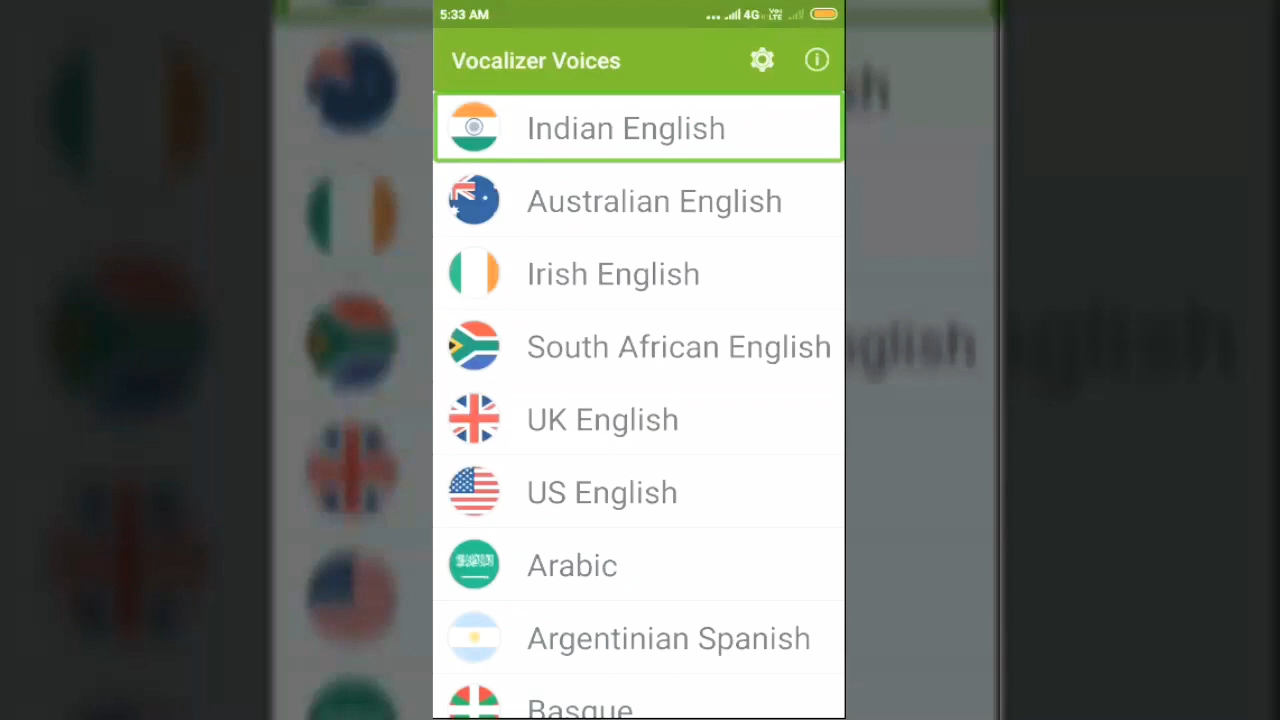 5:33 AM
4G
VoLTE
Vocalizer Voices
Indian English
Australian English
Irish English
South African English
UK English
US English
Arabic
Argentinian Spanish
Basque